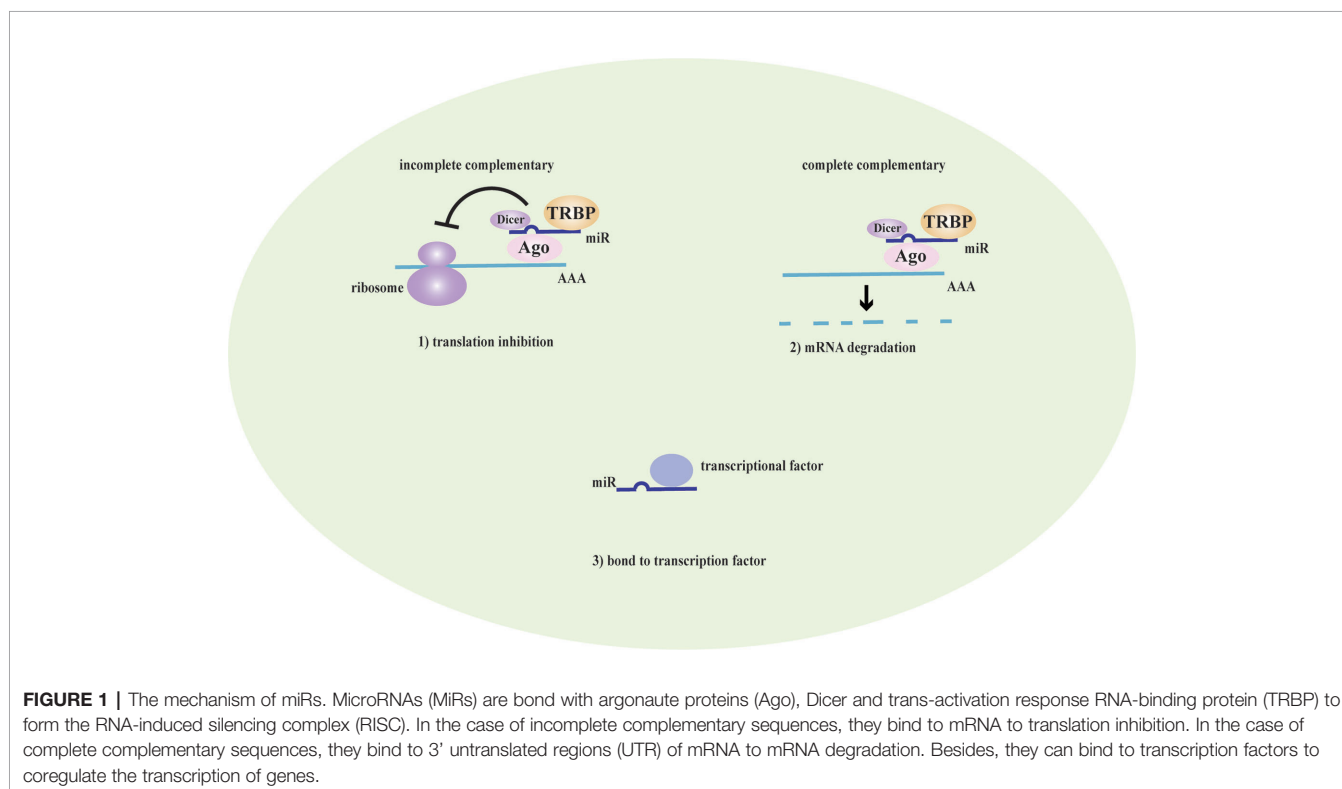 incomplete complementary
Dicer
TRBP
miR
Ago
AAA
ribosome
1) translation inhibition
complete complementary
Dicer
TRBP
miR
Ago
AAA
2) mRNA degradation
miR
transcriptional factor
3) bond to transcription factor
FIGURE 1 | The mechanism of miRs. MicroRNAs (MiRs) are bond with argonaute proteins (Ago), Dicer and trans-activation response RNA-binding protein (TRBP) to
form the RNA-induced silencing complex (RISC). In the case of incomplete complementary sequences, they bind to mRNA to translation inhibition. In the case of
complete complementary sequences, they bind to 3’ untranslated regions (UTR) of mRNA to mRNA degradation. Besides, they can bind to transcription factors to
coregulate the transcription of genes.